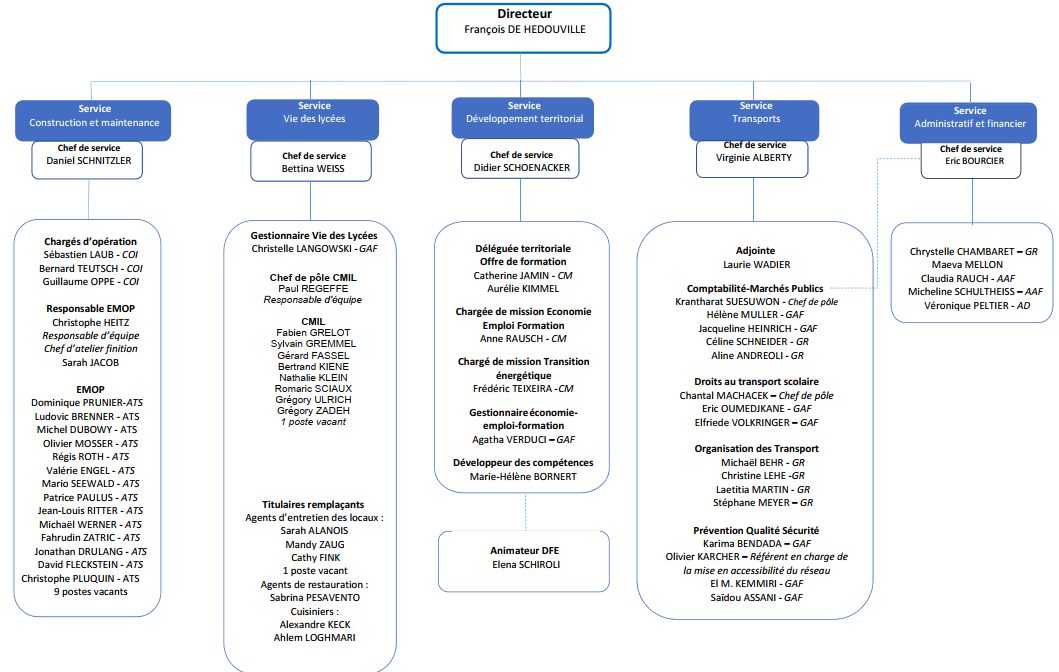 Directeur
François DE HEDOUVILLE
Service
Construction et maintenance
Chef de service
Daniel SCHNITZLER
Chargés d'opération
Sébastien LAUB - COI
Bernard TEUTSCH - COI
Guillaume OPPE - COI
Responsable EMOP
Christophe HEITZ
Responsable d'équipe
Chef d'atelier finition
Sarah JACOB
EMOP
Dominique PRUNIER-ATS
Ludovic BRENNER - ATS
Michel DUBOWY - ATS
Olivier MOSSER - ATS
Régis ROTH - ATS
Valérie ENGEL - ATS
Mario SEEWALD - ATS
Patrice PAULUS - ATS
Jean-Louis RITTER - ATS
Michaël WERNER - ATS
Fahrudin ZATRIC - ATS
Jonathan DRULANG - ATS
David FLECKSTEIN - ATS
Christophe PLUQUIN - ATS
9 postes vacants
Service
Vie des lycées
Chef de service
Bettina WEISS
Gestionnaire Vie des Lycées
Christelle LANGOWSKI - GAF
Chef de pôle CMIL
Paul REGEFFE
Responsable d'équipe
CMIL
Fabien GRELOT
Sylvain GREMMEL
Gérard FASSEL
Bertrand KIENE
Nathalie KLEIN
Romaric SCIAUX
Grégory ULRICH
Grégory ZADEH
1 poste vacant
Titulaires remplaçants
Agents d'entretien des locaux :
Sarah ALANOIS
Mandy ZAUG
Cathy FINK
1 poste vacant
Agents de restauration :
Sabrina PESAVENTO
Cuisiniers :
Alexandre KECK
Ahlem LOGHMARI
Service
Développement territorial
Chef de service
Didier SCHOENACKER
Déléguée territoriale
Offre de formation
Catherine JAMIN - CM
Aurélie KIMMEL
Chargée de mission Economie
Emploi Formation
Anne RAUSCH - CM
Chargé de mission Transition
énergétique
Frédéric TEIXEIRA -CM
Gestionnaire économie-
emploi-formation
Agatha VERDUCI – GAF
Développeur des compétences
Marie-Hélène BORNERT
Animateur DFE
Elena SCHIROLI
Service
Transports
Chef de service
Virginie ALBERTY
Adjointe
Laurie WADIER
Comptabilité-Marchés Publics
Krantharat SUESUWON - Chef de pôle
Hélène MULLER - GAF
Jacqueline HEINRICH - GAF
Céline SCHNEIDER - GR
Aline ANDREOLI - GR
Droits au transport scolaire
Chantal MACHACEK – Chef de pôle
Eric OUMEDJKANE - GAF
Elfriede VOLKRINGER – GAF
Organisation des Transport
Michaël BEHR - GR
Christine LEHE -GR
Laetitia MARTIN - GR
Stéphane MEYER – GR
Prévention Qualité Sécurité
Karima BENDADA – GAF
Olivier KARCHER – Référent en charge de
la mise en accessibilité du réseau
El M. KEMMIRI - GAF
Saïdou ASSANI - GAF
Service
Administratif et financier
Chef de service
Eric BOURCIER
Chrystelle CHAMBARET – GR
Maeva MELLON
Claudia RAUCH - AAF
Micheline SCHULTHEISS – AAF
Véronique PELTIER - AD